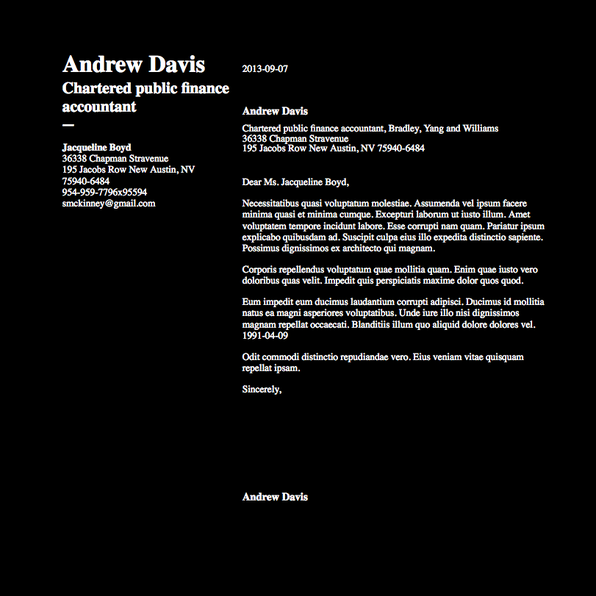 Andrew Davis
Chartered public finance
accountant
Jacqueline Boyd
36338 Chapman Stravenue
195 Jacobs Row New Austin, NV
75940-6484
954-959-7796x95594
smckinney@gmail.com
2013-09-07
Andrew Davis
Chartered public finance accountant, Bradley, Yang and Williams
36338 Chapman Stravenue
195 Jacobs Row New Austin, NV 75940-6484
Dear Ms. Jacqueline Boyd,
Necessitatibus quasi voluptatum molestiae. Assumenda vel ipsum facere
minima quasi et minima cumque. Excepturi laborum ut iusto illum. Amet
voluptatem tempore incidunt labore. Esse corrupti nam quam. Pariatur ipsum
explicabo quibusdam ad. Suscipit culpa eius illo expedita distinctio sapiente.
Possimus dignissimos ex architecto qui magnam.
Corporis repellendus voluptatum quae mollitia quam. Enim quae iusto vero
doloribus quas velit. Impedit quis perspiciatis maxime dolor quos quod.
Eum impedit eum ducimus laudantium corrupti adipisci. Ducimus id mollitia
natus ea magni asperiores voluptatibus. Unde iure illo nisi dignissimos
magnam repellat occaecati. Blanditiis illum quo aliquid dolore dolores vel.
1991-04-09
Odit commodi distinctio repudiandae vero. Eius veniam vitae quisquam
repellat ipsam.
Sincerely,
Andrew Davis